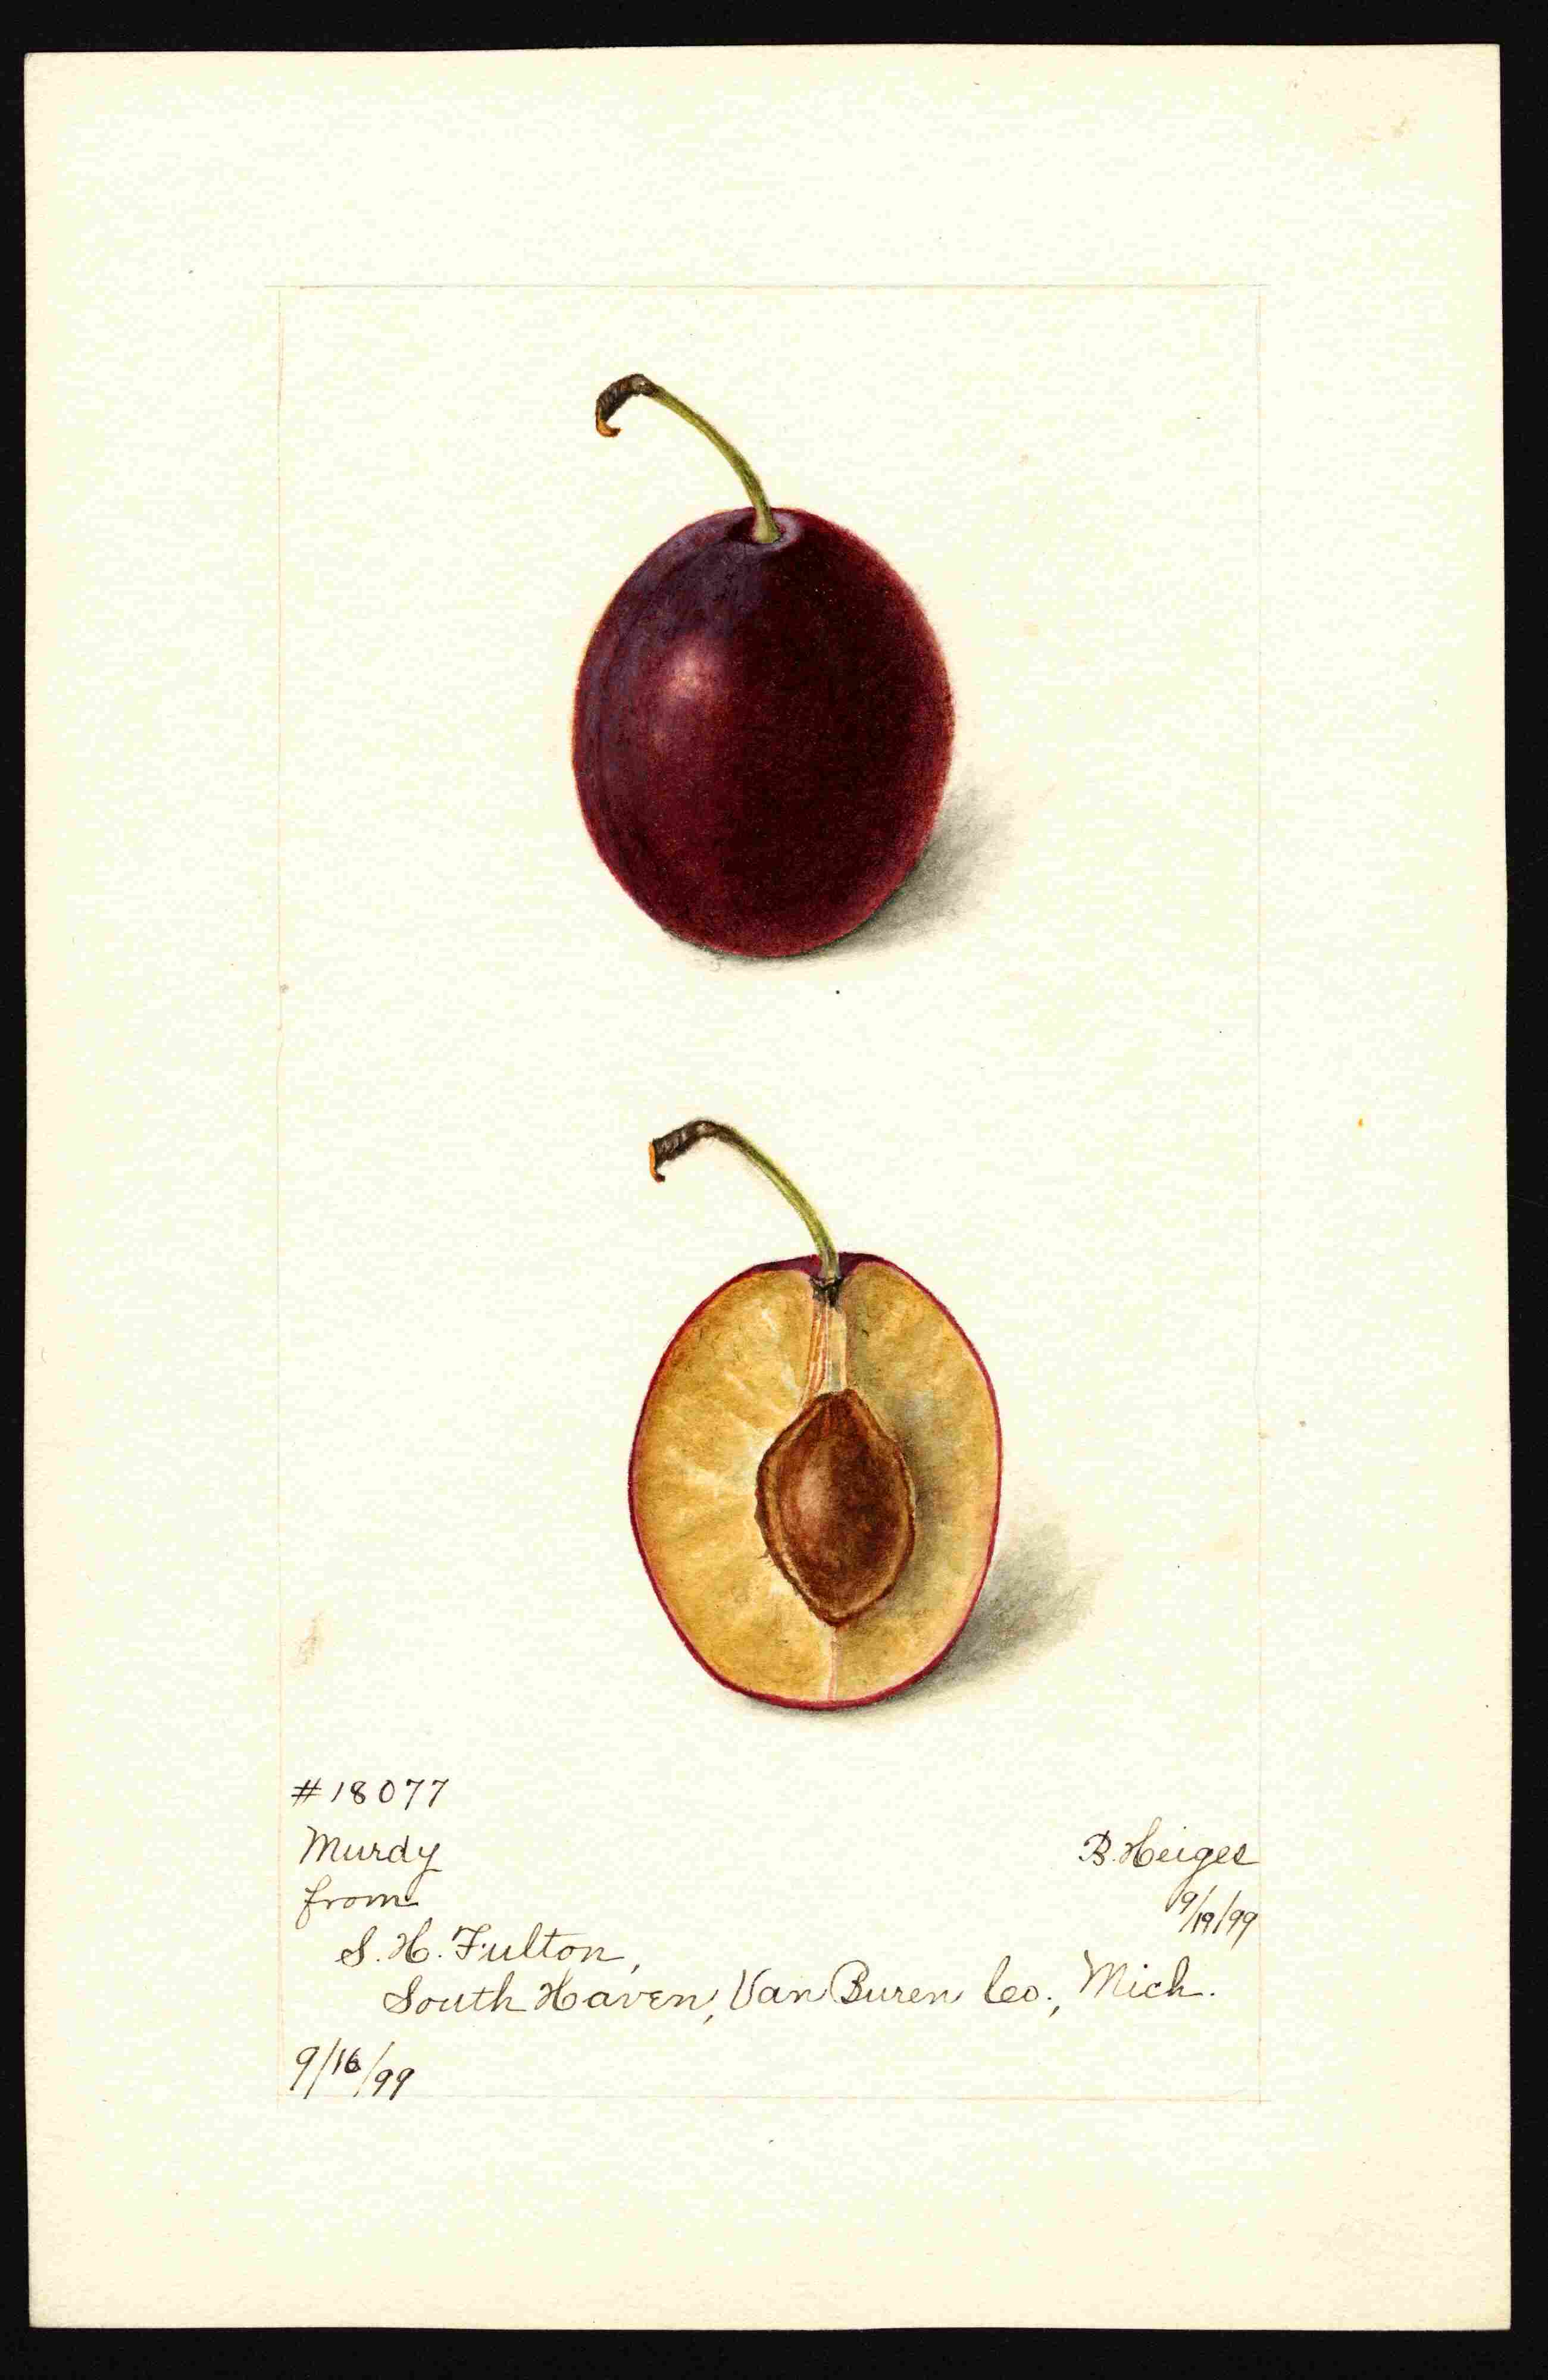 #18077
Murdy
from
S. H. Fulton,
South Haven, Van Buren Co., Mich.
9/16/99
B. Heiges
9/19/99